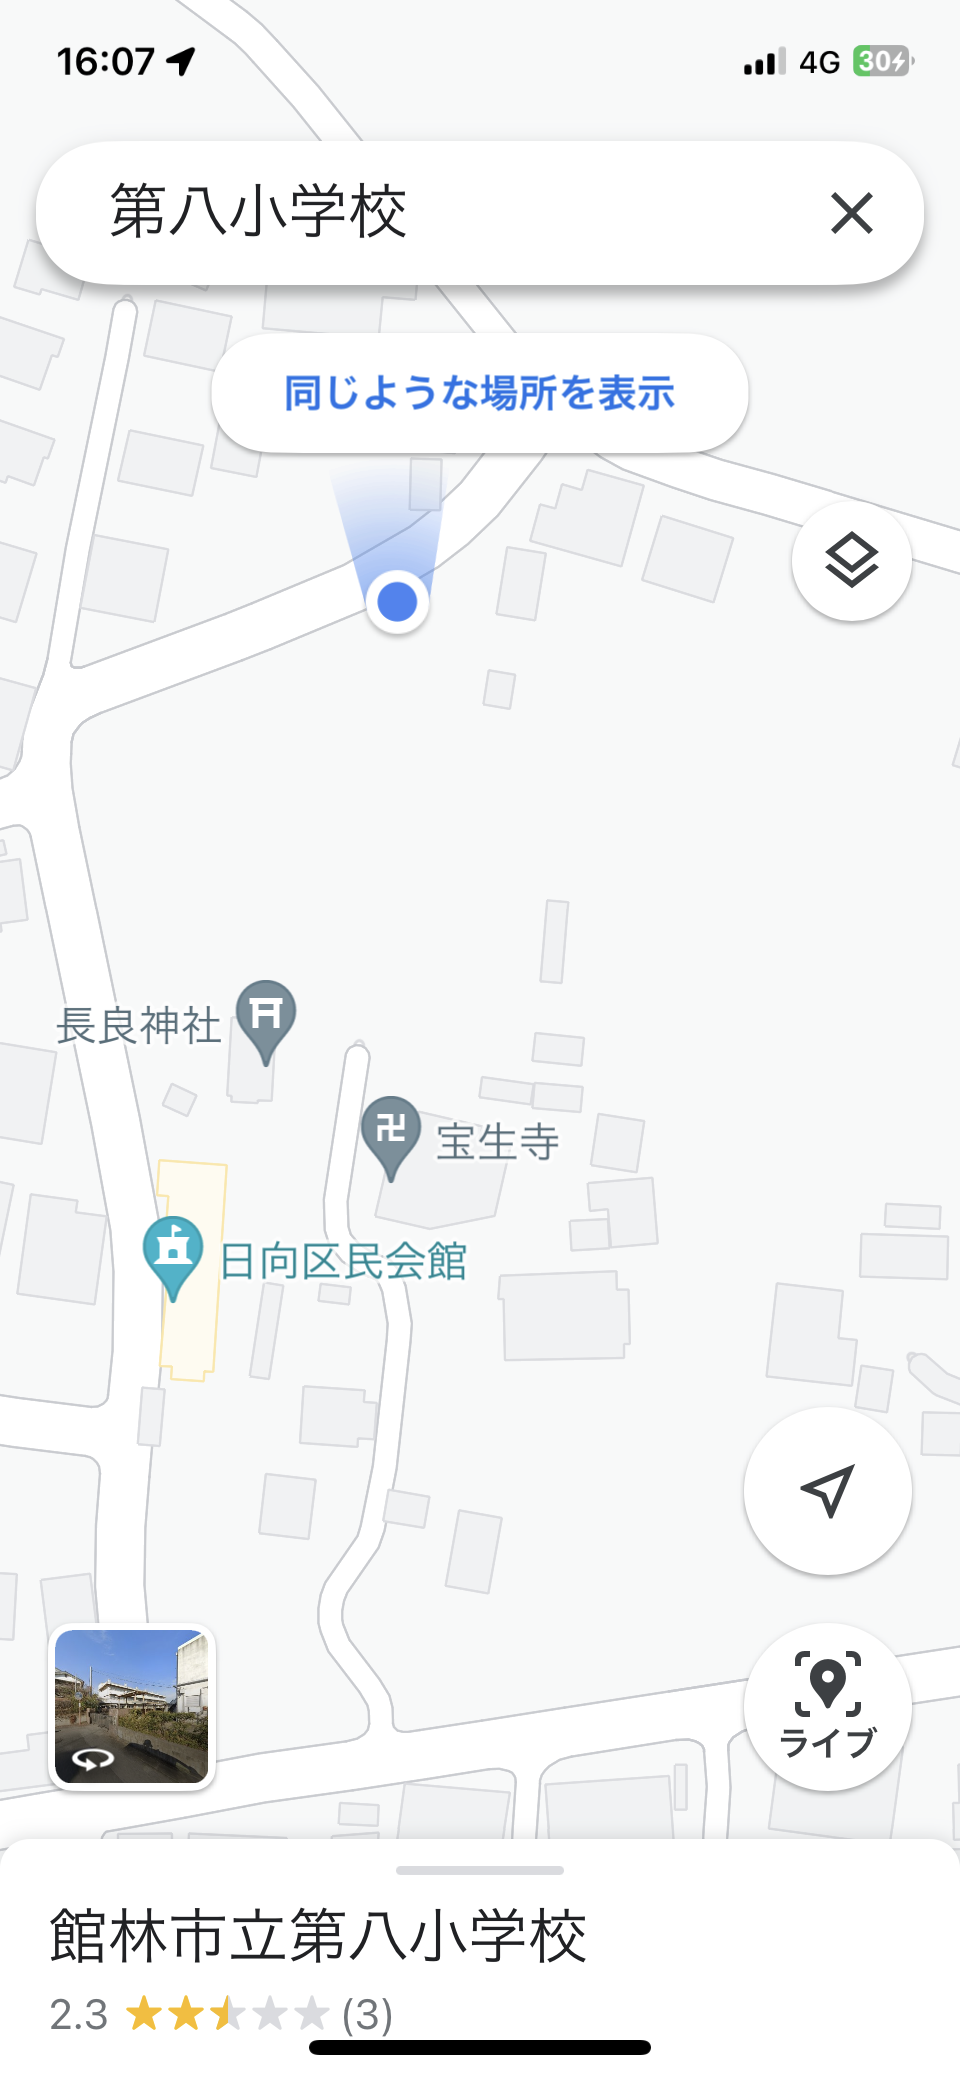 16:07 4G 30
第八小学校
同じような場所を表示
長良神社
宝生寺
日向区民会館
ライブ
館林市立第八小学校
2.3 (3)